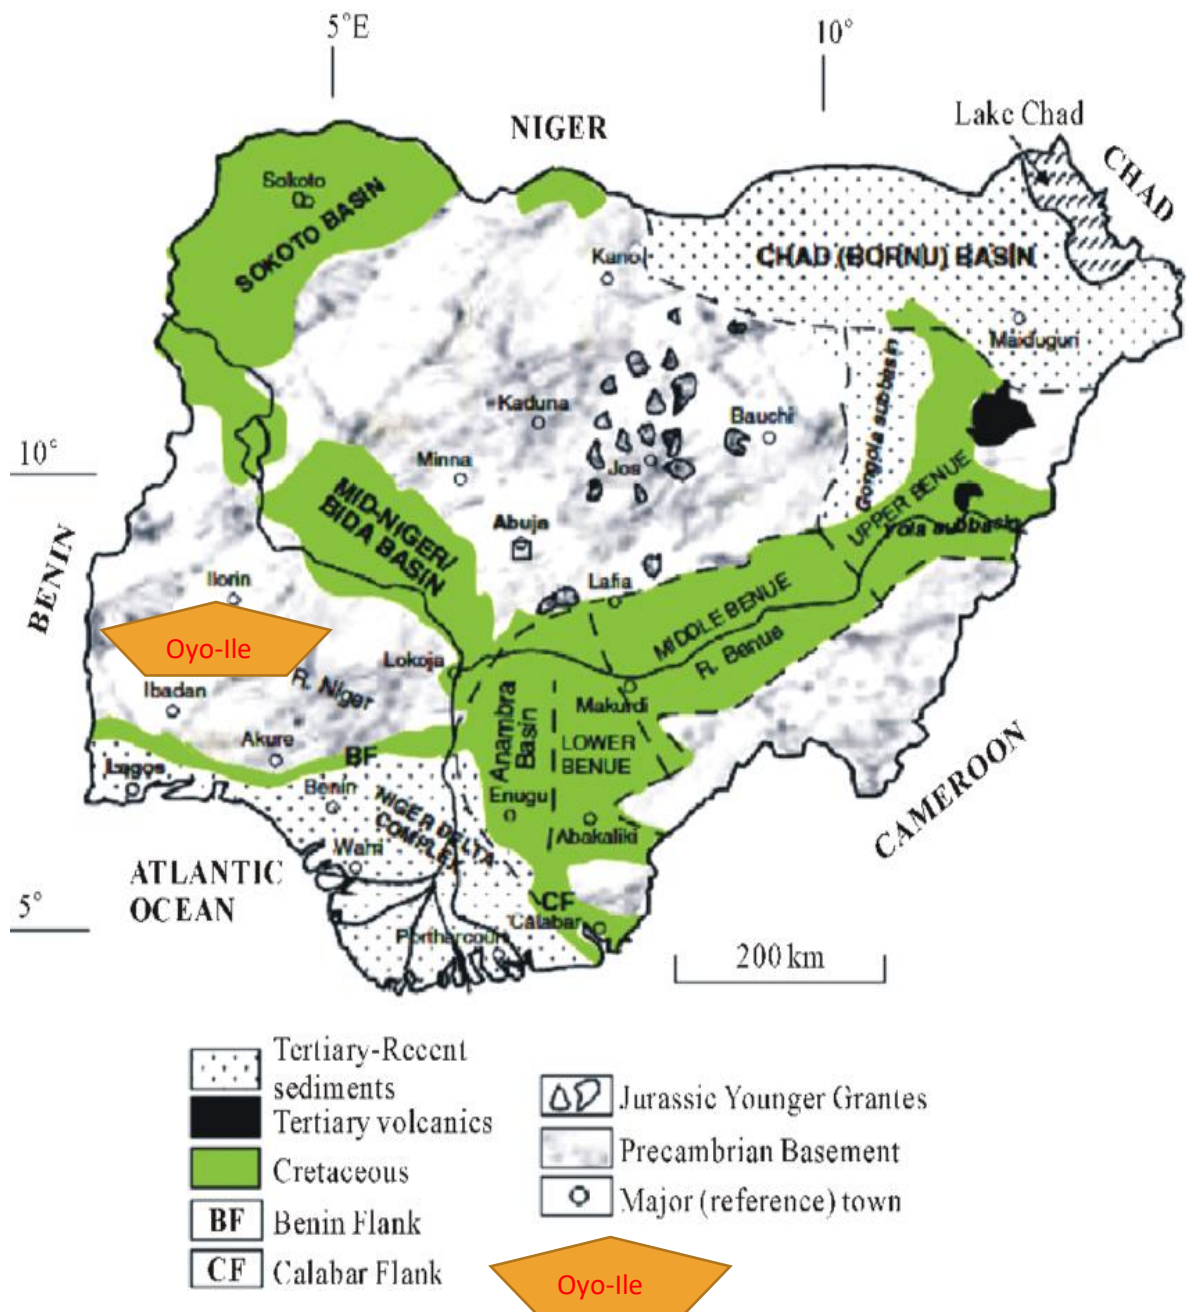 5°E
10°
Lake Chad
NIGER
CHAD
Sokoto
SOKOTO BASIN
Kano
CHAD (BORNU) BASIN
Maiduguri
Gongola subbasin
Kaduna
Bauchi
10°
Minna
Jos
MID-NIGER/
BIDA BASIN
Abuja
UPPER BENUE
Yola subbasin
BENIN
Ilorin
Lafia
MIDDLE BENUE
Oyo-Ile
Lokoja
R. Benue
R. Niger
Ibadan
Makurdi
Anambra
Basin
Akure
BF
LOWER
BENUE
Lagos
Benin
NIGER DELTA
COMPLEX
Enugu
Abakaliki
CAMEROON
Warri
ATLANTIC
OCEAN
5°
CF
Calabar
Portharcourt
200 km
Tertiary-Recent
sediments
Tertiary volcanics
Cretaceous
BF Benin Flank
CF Calabar Flank
Jurassic Younger Grantes
Precambrian Basement
Major (reference) town
Oyo-Ile